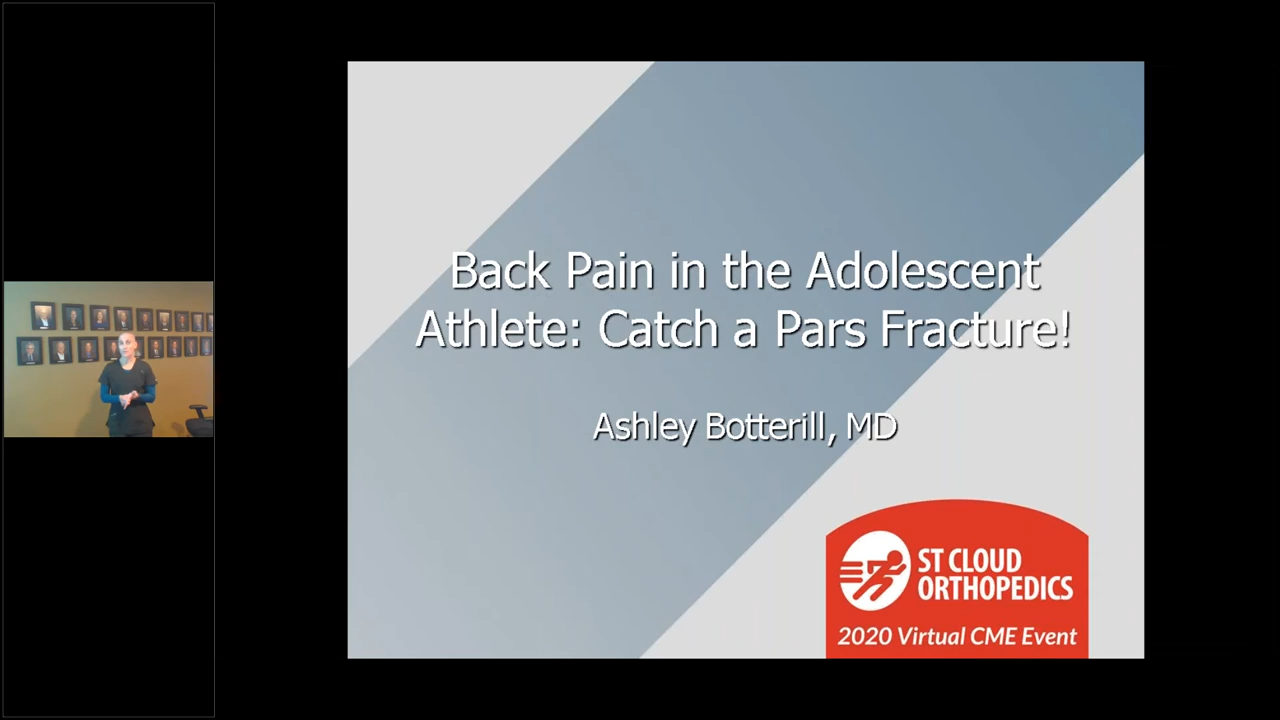 Back Pain in the Adolescent
Athlete: Catch a Pars Fracture!
Ashley Botterill, MD
ST CLOUD
ORTHOPEDICS
2020 Virtual CME Event